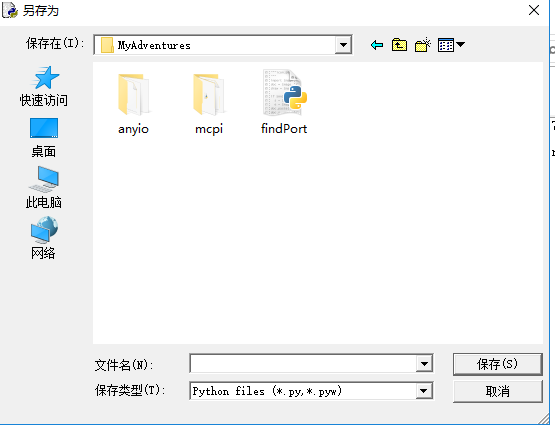 另存为
保存在(I):
MyAdventures
快速访问
桌面
此电脑
网络
anyio
mcpi
findPort
文件名(N):
保存(S)
保存类型(T):
Python files (*.py,*.pyw)
取消